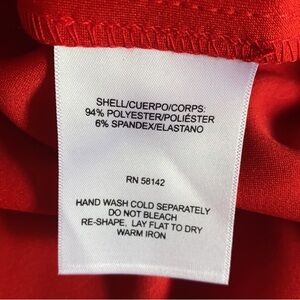 SHELL/CUERPO/CORPS:
94% POLYESTER/POLIÉSTER
6% SPANDEX/ELASTANO
RN 58142
HAND WASH COLD SEPARATELY
DO NOT BLEACH
RE-SHAPE, LAY FLAT TO DRY
WARM IRON